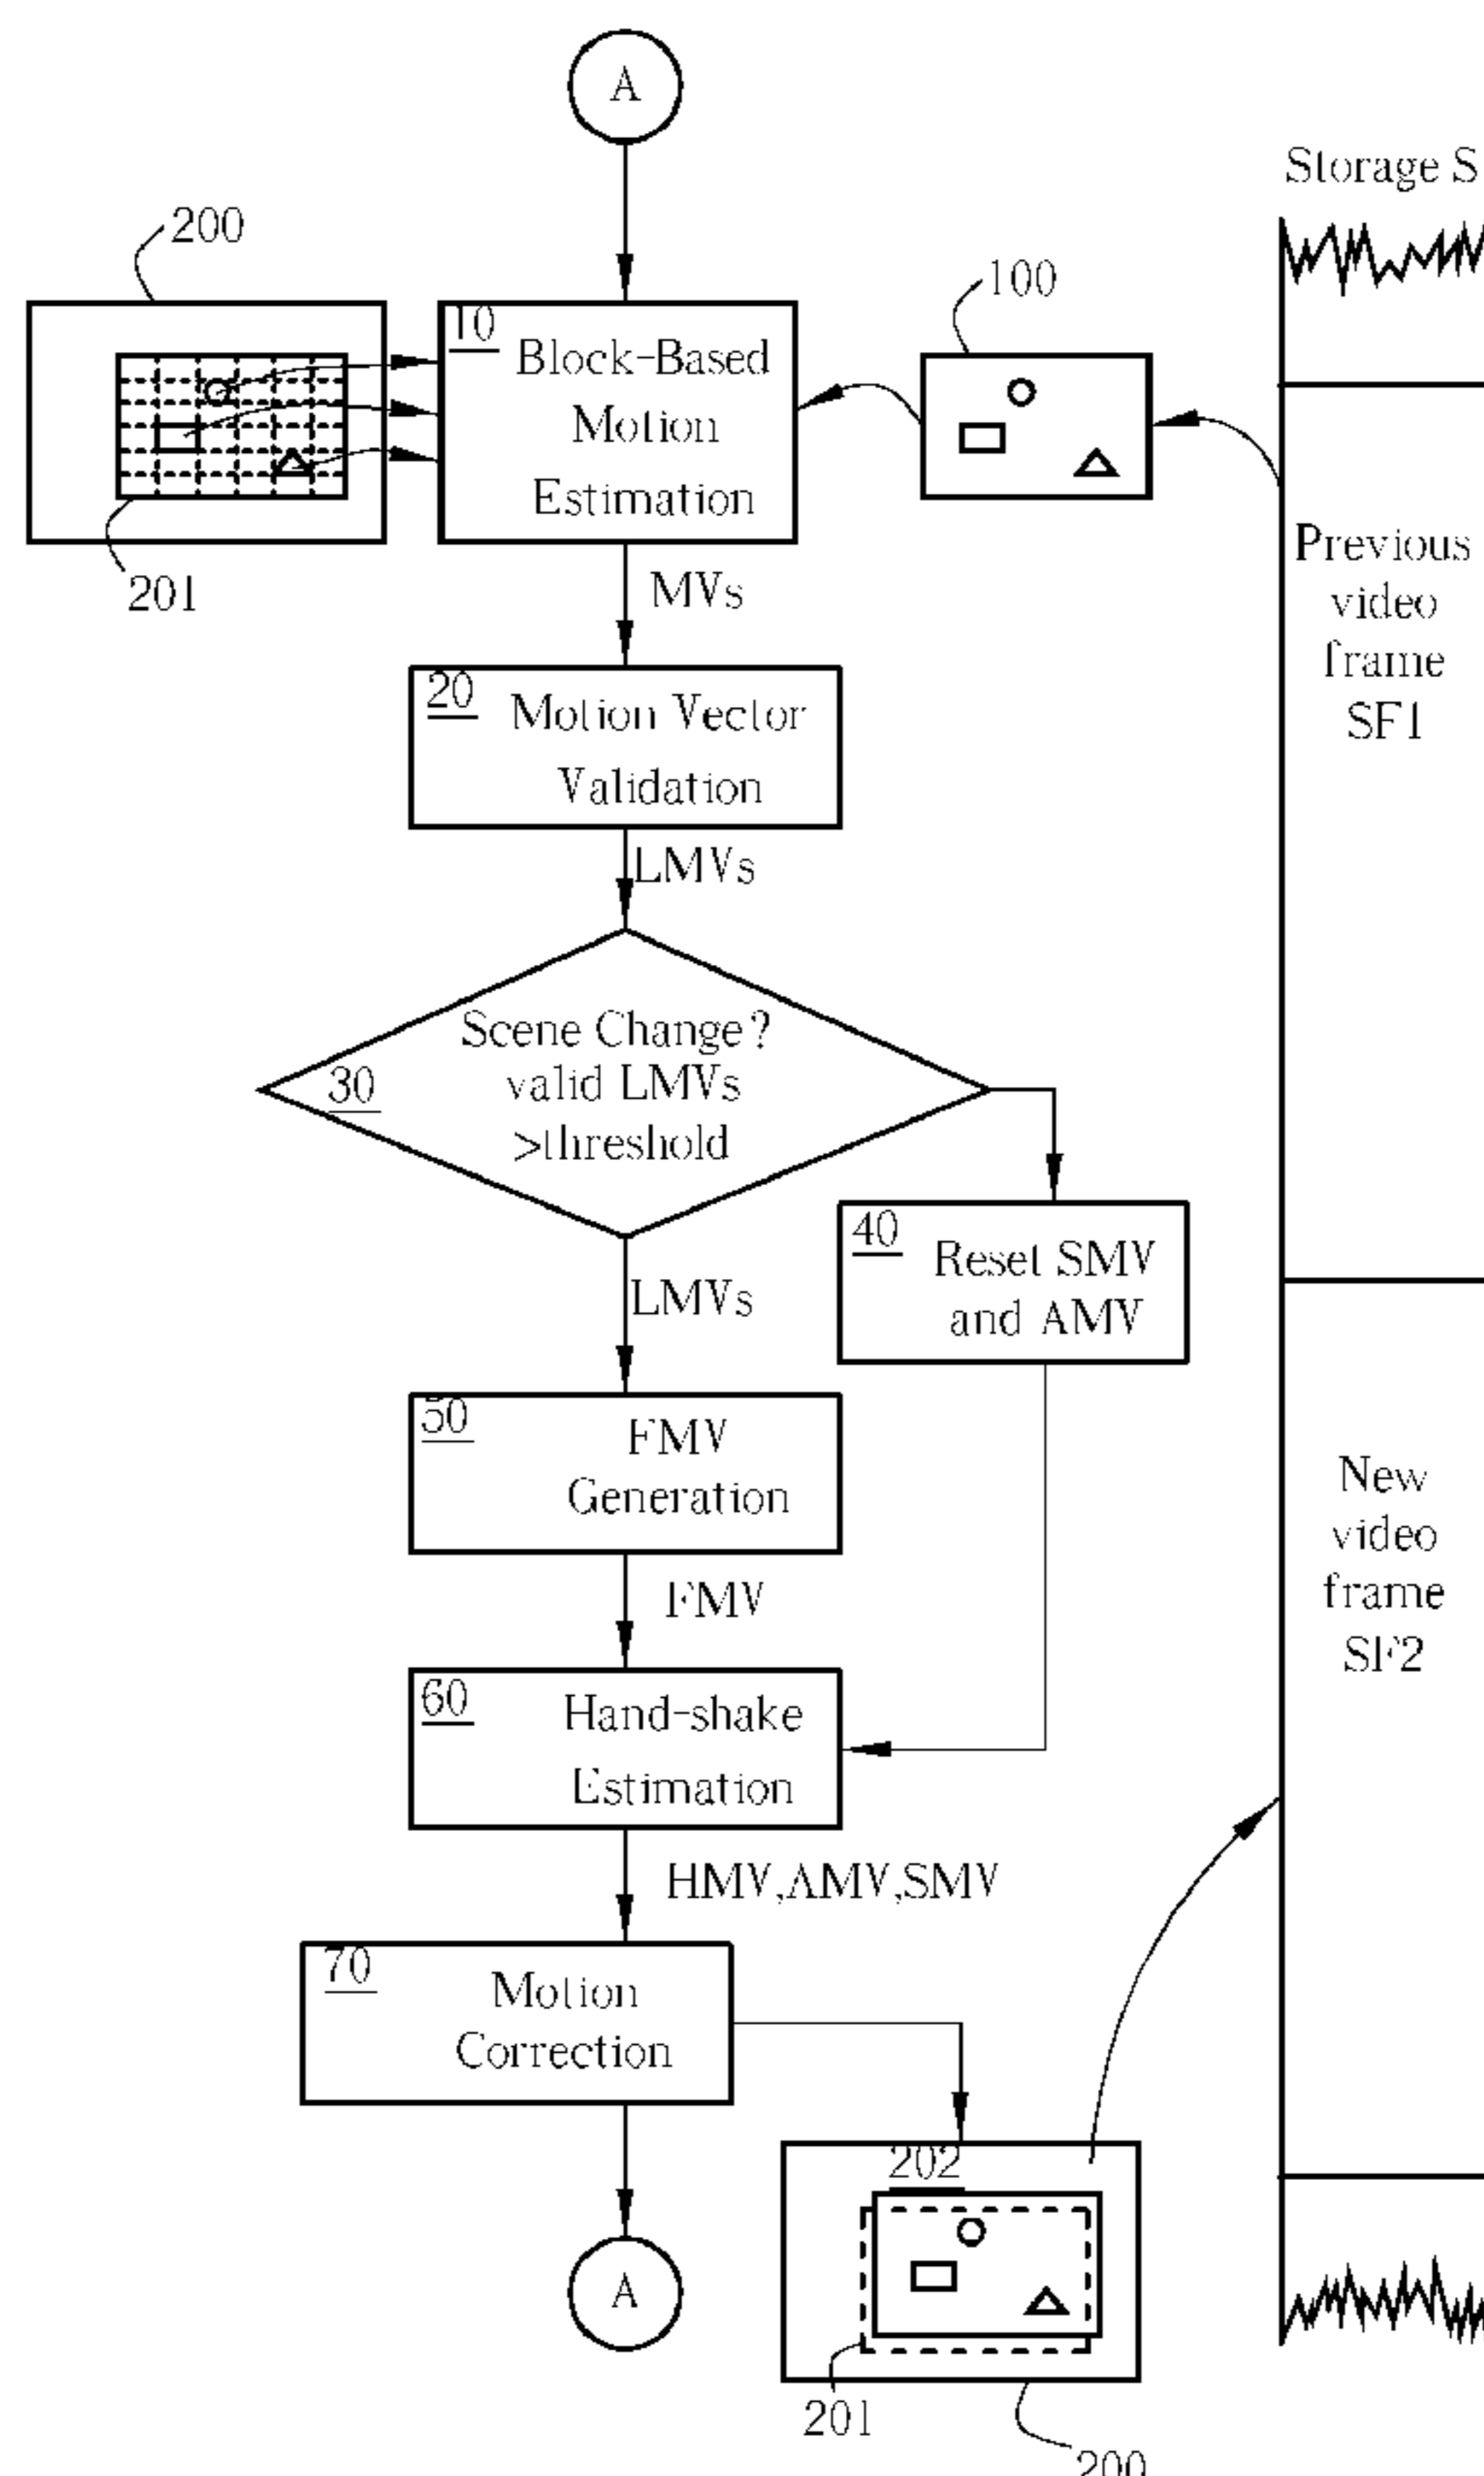 A
Storage S
200
100
10
Block-Based
Motion
Estimation
201
MVs
Previous
video
frame
SF1
20
Motion Vector
Validation
LMVs
Scene Change?
valid LMVs
>threshold
30
40
Reset SMV
and AMV
LMVs
50
FMV
Generation
FMV
New
video
frame
SF2
60
Hand-shake
Estimation
HMV,AMV,SMV
70
Motion
Correction
202
A
201
200